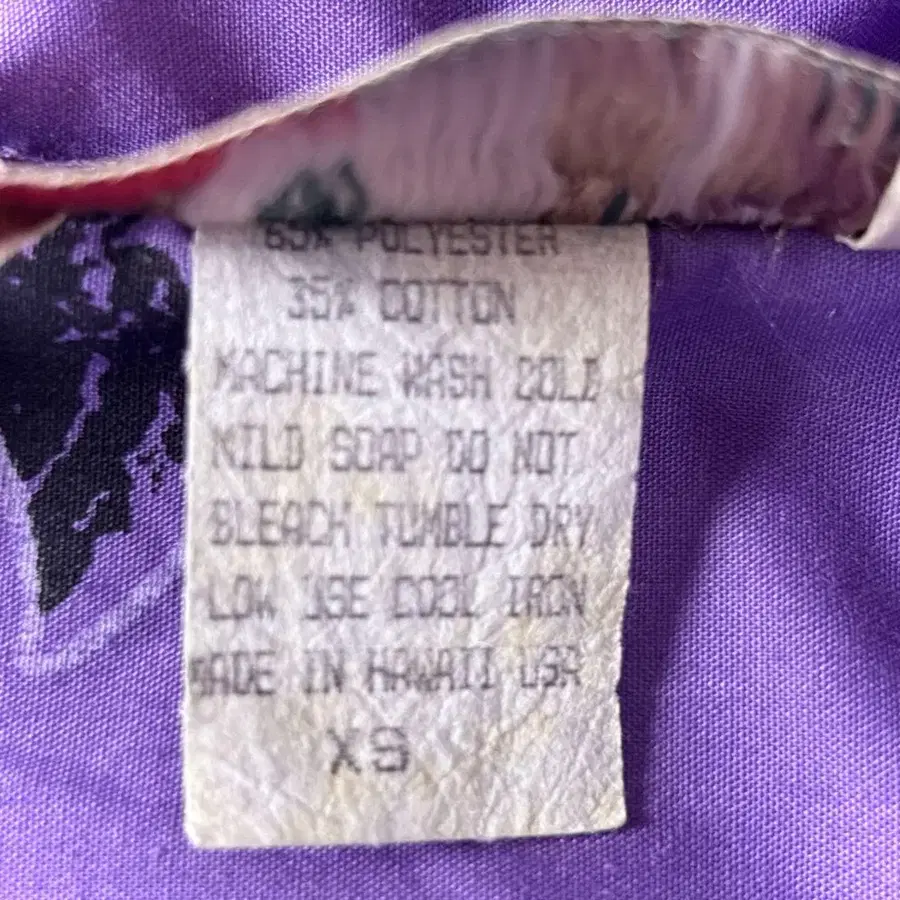 65% POLYESTER
35% COTTON
MACHINE WASH COLD
MILD SOAP DO NOT
BLEACH TUMBLE DRY
LOW USE COOL IRON
MADE IN HAWAII USA
XS